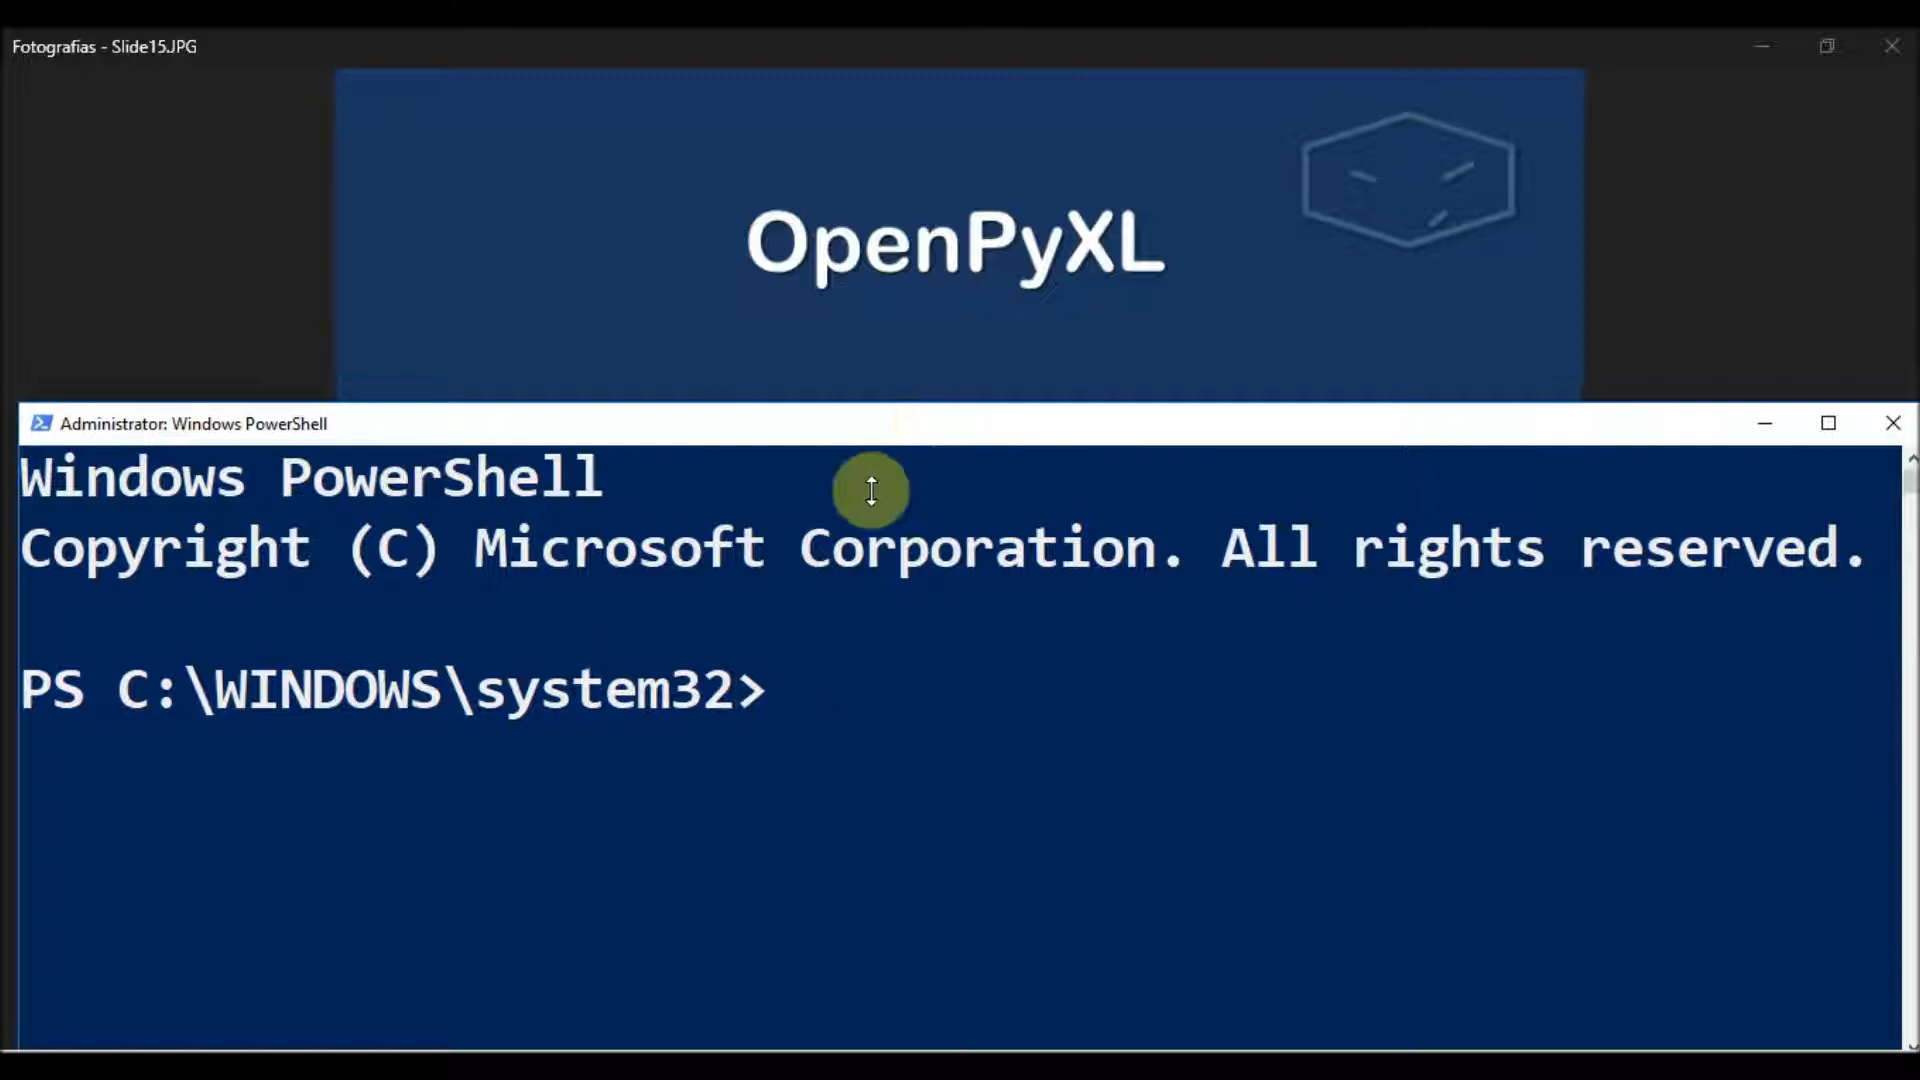 Fotografias - Slide15.JPG
OpenPyXL
Administrator: Windows PowerShell
Windows PowerShell
Copyright (C) Microsoft Corporation. All rights reserved.
PS C:\WINDOWS\system32>